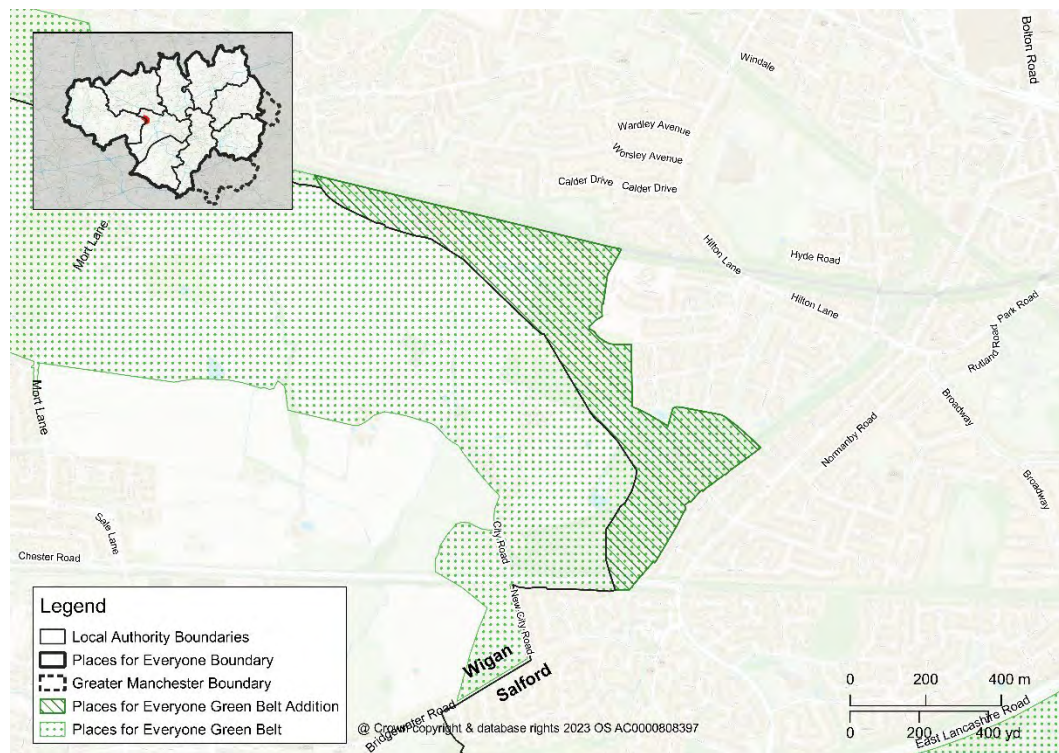 Bolton Road
Windale
Wardley Avenue
Worsley Avenue
Calder Drive
Calder Drive
Mort Lane
Hilton Lane
Hyde Road
Hilton Lane
Park Road
Rutland Road
Mort Lane
Broadway
Normanby Road
Broadway
Sale Lane
City Road
Chester Road
New City Road
Wigan
Salford
Bridgewater Road
East Lancashire Road
Legend
Local Authority Boundaries
Places for Everyone Boundary
Greater Manchester Boundary
Places for Everyone Green Belt Addition
Places for Everyone Green Belt
0 200 400 m
0 200 400 yd
@ Crown copyright & database rights 2023 OS AC0000808397